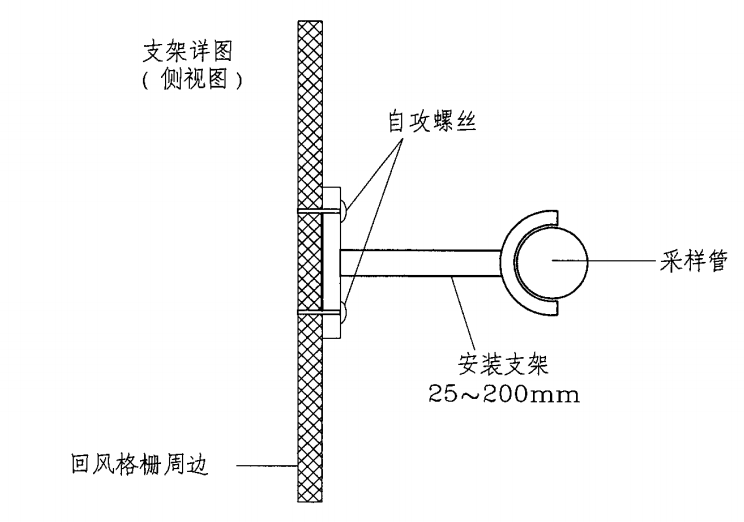 支架详图
(侧视图)
自攻螺丝
采样管
安装支架
25~200mm
回风格栅周边